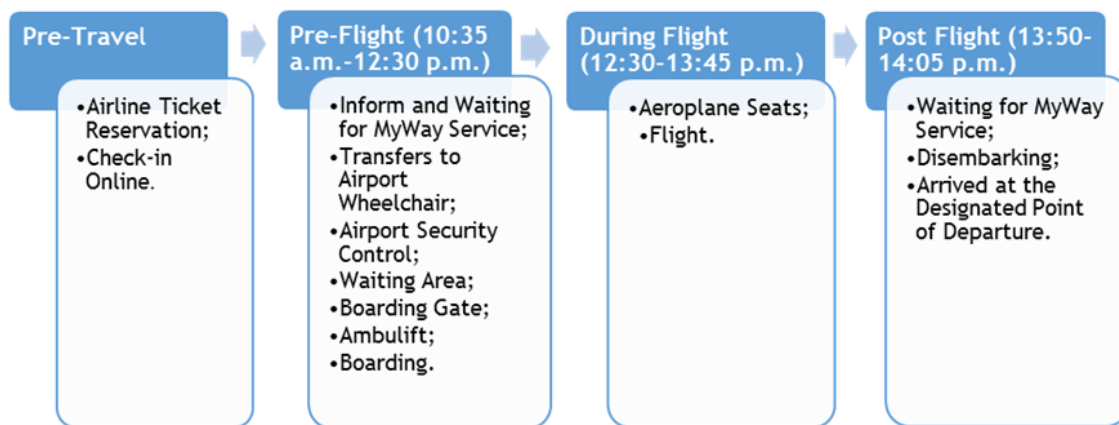 Pre-Travel
•Airline Ticket
Reservation;
•Check-in
Online.
Pre-Flight (10:35
a.m.-12:30 p.m.)
•Inform and Waiting
for MyWay Service;
•Transfers to
Airport
Wheelchair;
•Airport Security
Control;
•Waiting Area;
•Boarding Gate;
•Ambulift;
•Boarding.
During Flight
(12:30-13:45 p.m.)
•Aeroplane Seats;
•Flight.
Post Flight (13:50-
14:05 p.m.)
•Waiting for MyWay
Service;
•Disembarking;
•Arrived at the
Designated Point
of Departure.